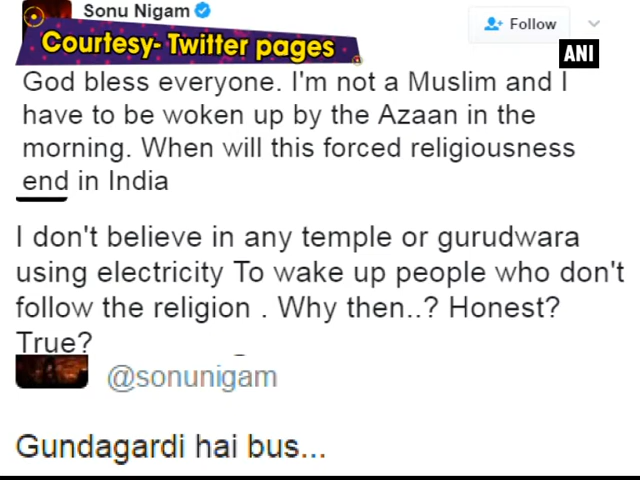 Sonu Nigam
Courtesy- Twitter pages
Follow
ANI
God bless everyone. I'm not a Muslim and I
have to be woken up by the Azaan in the
morning. When will this forced religiousness
end in India
I don't believe in any temple or gurudwara
using electricity To wake up people who don't
follow the religion . Why then..? Honest?
True?
@sonunigam
Gundagardi hai bus...